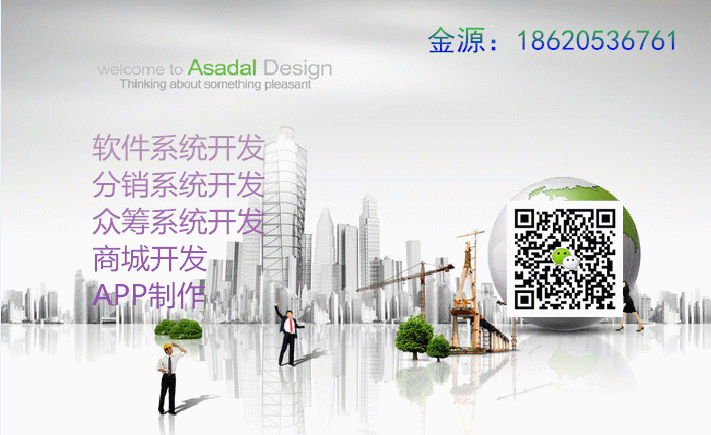 金源：18620536761
welcome to Asadal Design
Thinking about something pleasant
软件系统开发
分销系统开发
众筹系统开发
商城开发
APP制作